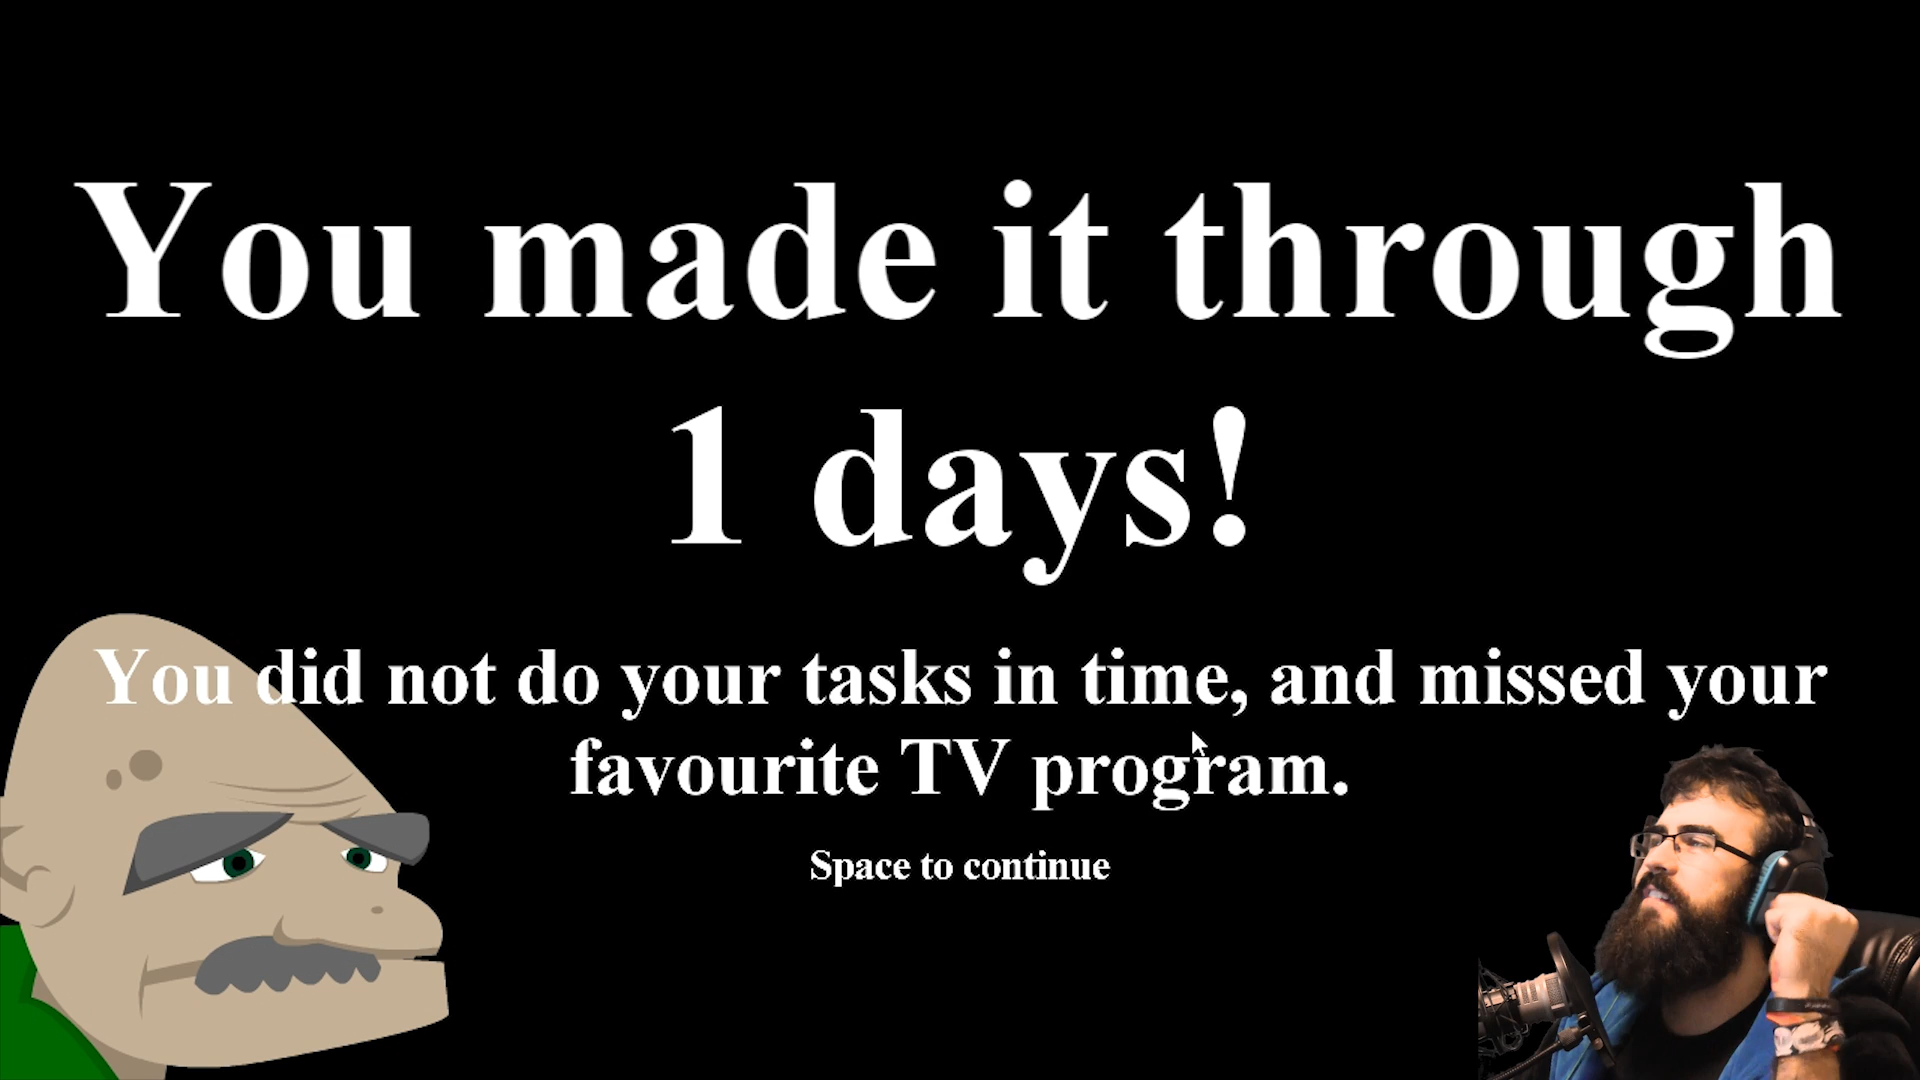 You made it through
1 days!
You did not do your tasks in time, and missed your
favourite TV program.
Space to continue